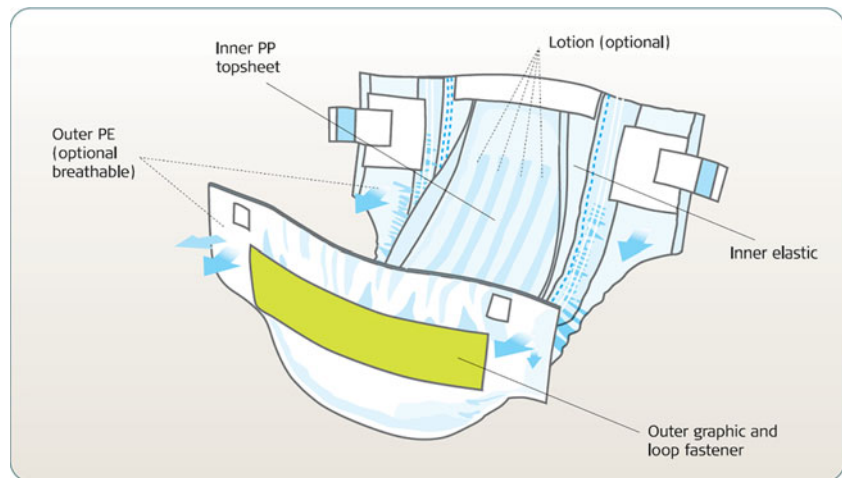 Inner PP
topsheet
Lotion (optional)
Outer PE
(optional
breathable)
Inner elastic
Outer graphic and
loop fastener